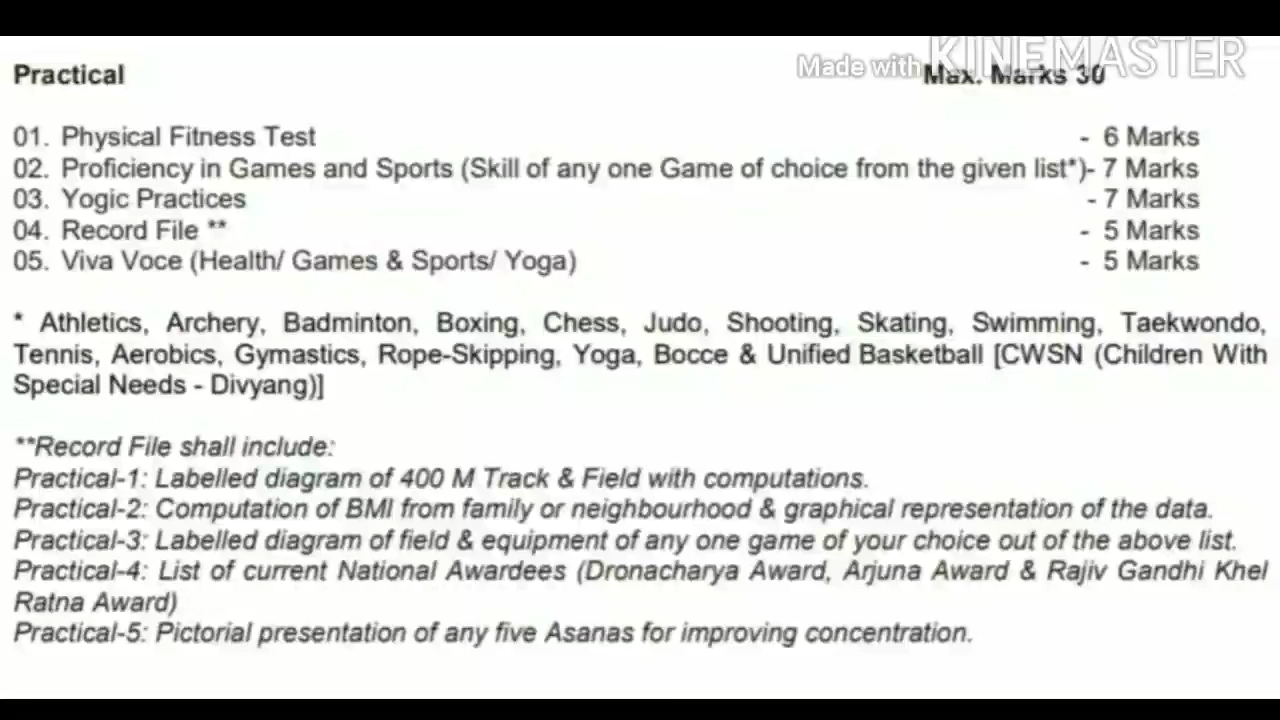 Made with KINEMASTER
Practical Max. Marks 30
01. Physical Fitness Test - 6 Marks
02. Proficiency in Games and Sports (Skill of any one Game of choice from the given list*)- 7 Marks
03. Yogic Practices - 7 Marks
04. Record File ** - 5 Marks
05. Viva Voce (Health/ Games & Sports/ Yoga) - 5 Marks
* Athletics, Archery, Badminton, Boxing, Chess, Judo, Shooting, Skating, Swimming, Taekwondo,
Tennis, Aerobics, Gymastics, Rope-Skipping, Yoga, Bocce & Unified Basketball [CWSN (Children With
Special Needs - Divyang)]
**Record File shall include:
Practical-1: Labelled diagram of 400 M Track & Field with computations.
Practical-2: Computation of BMI from family or neighbourhood & graphical representation of the data.
Practical-3: Labelled diagram of field & equipment of any one game of your choice out of the above list.
Practical-4: List of current National Awardees (Dronacharya Award, Arjuna Award & Rajiv Gandhi Khel
Ratna Award)
Practical-5: Pictorial presentation of any five Asanas for improving concentration.